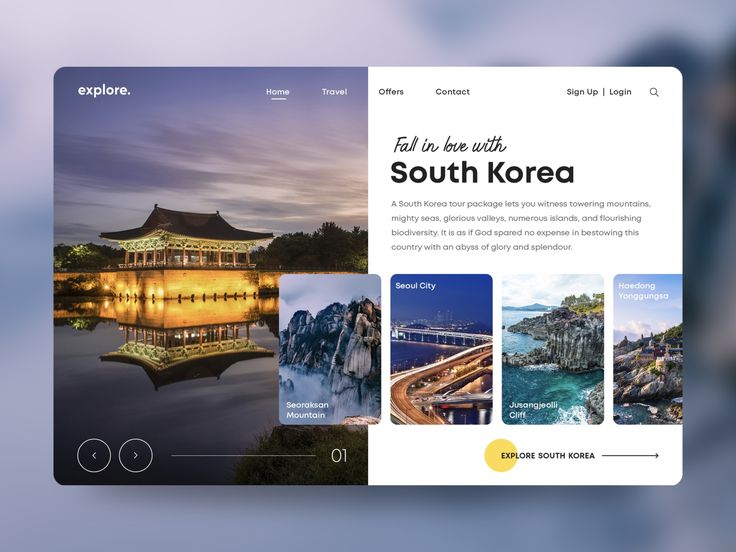 explore.
Home Travel Offers Contact Sign Up | Login
Fall in love with
South Korea
A South Korea tour package lets you witness towering mountains,
mighty seas, glorious valleys, numerous islands, and flourishing
biodiversity. It is as if God spared no expense in bestowing this
country with an abyss of glory and splendour.
Seoraksan
Mountain
Seoul City
Jusangjeolli
Cliff
Haedong
Yonggungsa
01
EXPLORE SOUTH KOREA